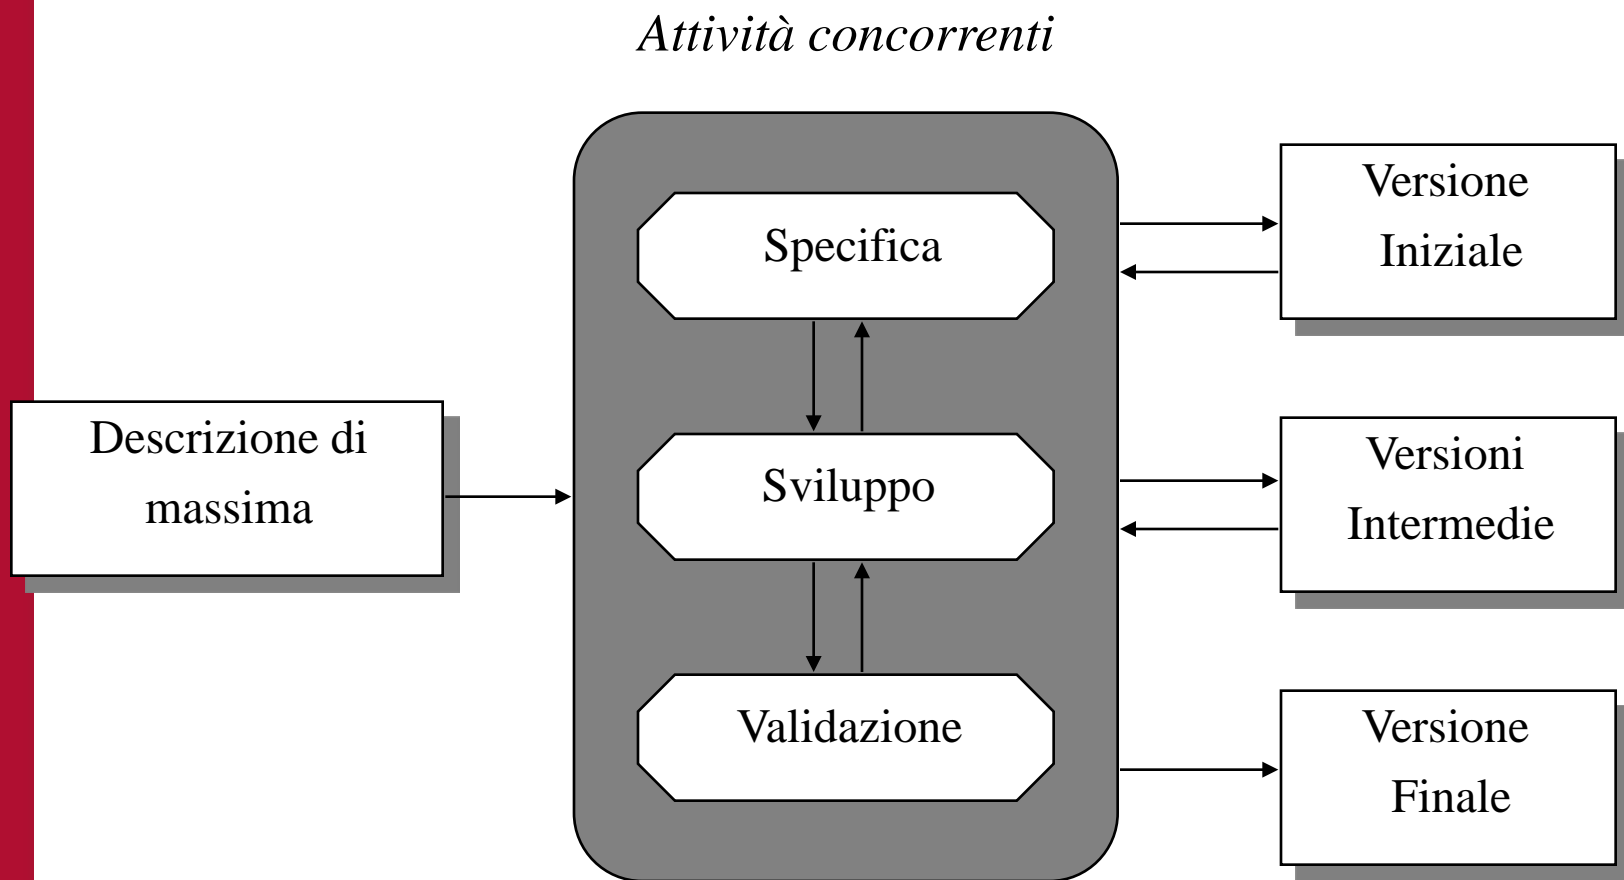 Attività concorrenti
Descrizione di
massima
Specifica
Sviluppo
Validazione
Versione
Iniziale
Versioni
Intermedie
Versione
Finale